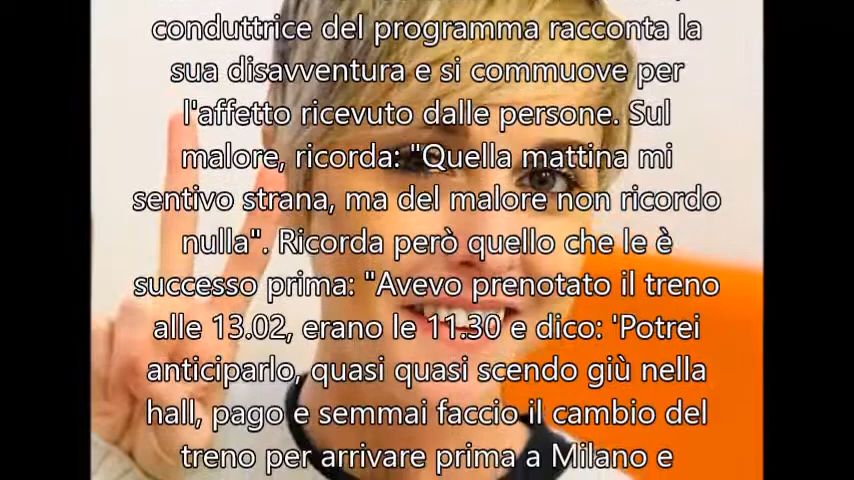 conduttrice del programma racconta la
sua disavventura e si commuove per
l'affetto ricevuto dalle persone. Sul
malore, ricorda: "Quella mattina mi
sentivo strana, ma del malore non ricordo
nulla". Ricorda però quello che le è
successo prima: "Avevo prenotato il treno
alle 13.02, erano le 11.30 e dico: 'Potrei
anticiparlo, quasi quasi scendo giù nella
hall, pago e semmai faccio il cambio del
treno per arrivare prima a Milano e